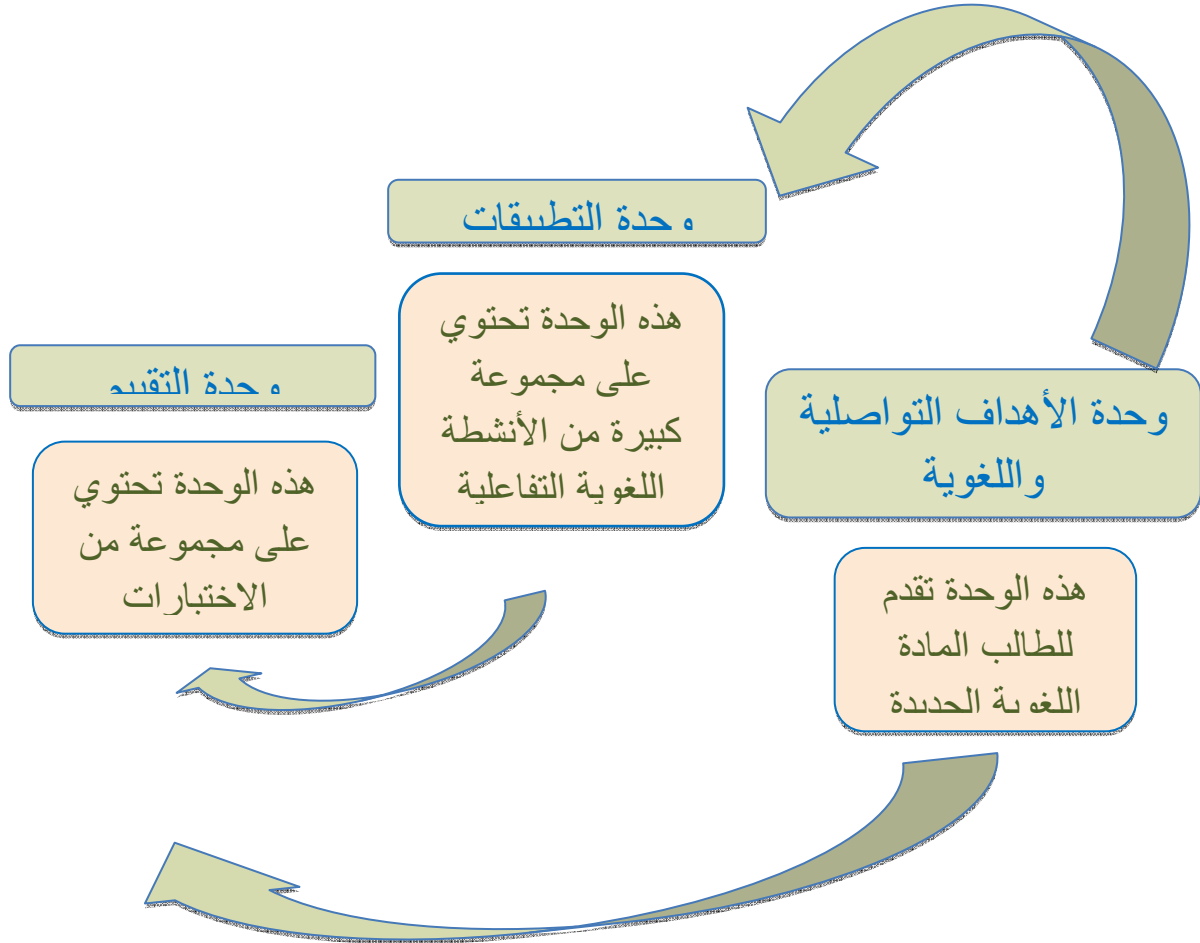 وحدة الأهداف التواصلية
واللغوية
هذه الوحدة تقدم
للطالب المادة
اللغوية الجديدة
وحدة التطبيقات
هذه الوحدة تحتوي
على مجموعة
كبيرة من الأنشطة
اللغوية التفاعلية
وحدة التقييم
هذه الوحدة تحتوي
على مجموعة من
الاختبارات